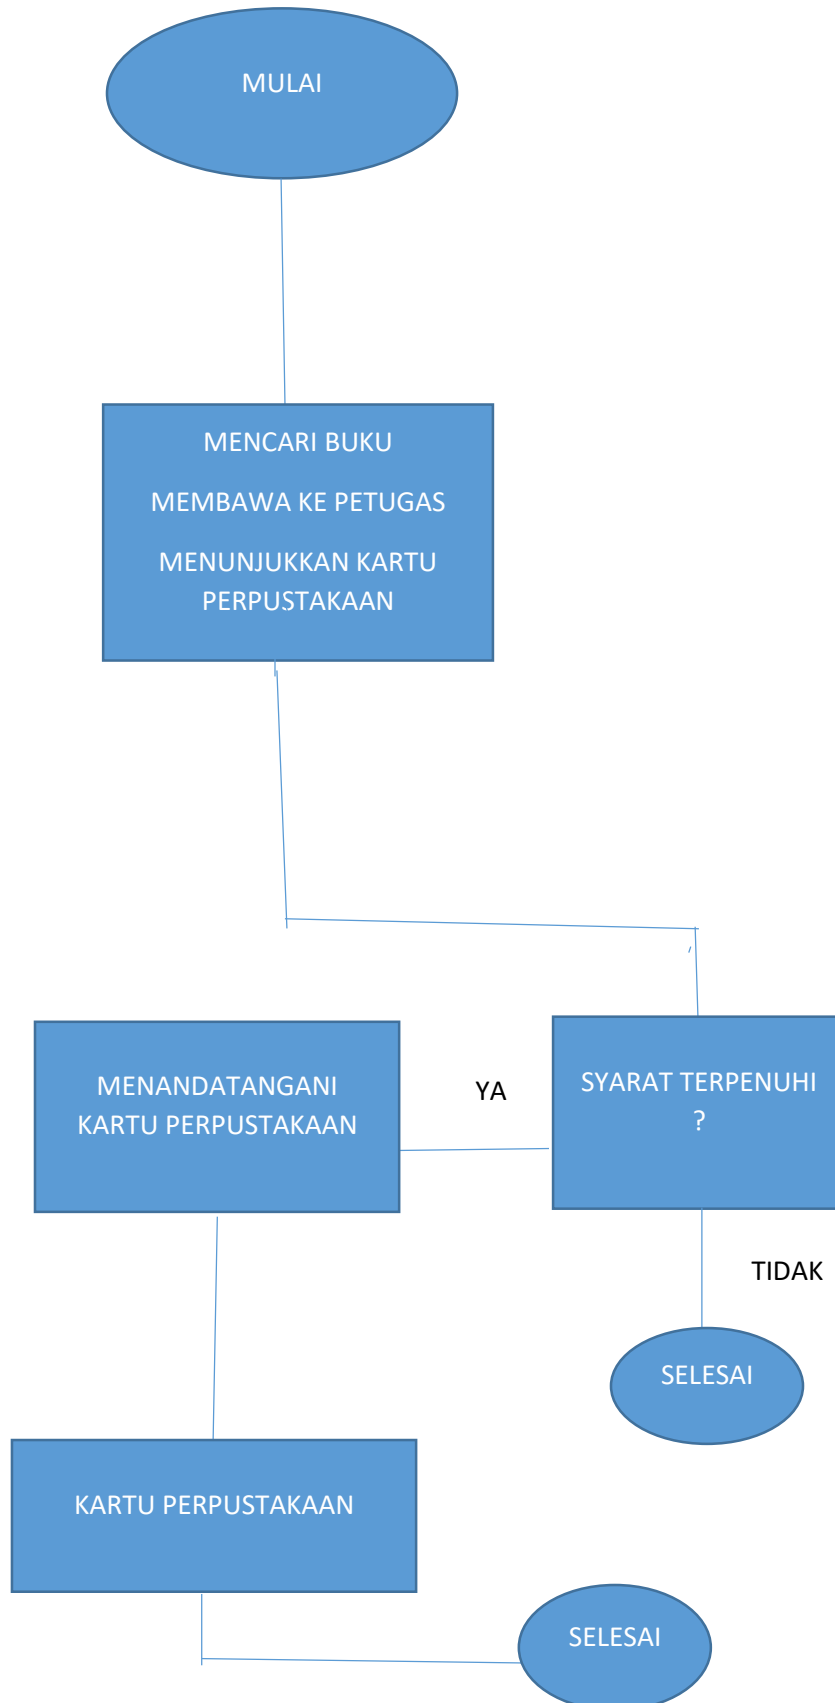 MULAI
MENCARI BUKU
MEMBAWA KE PETUGAS
MENUNJUKKAN KARTU
PERPUSTAKAAN
MENANDATANGANI
KARTU PERPUSTAKAAN
YA
SYARAT TERPENUHI
?
TIDAK
SELESAI
KARTU PERPUSTAKAAN
SELESAI